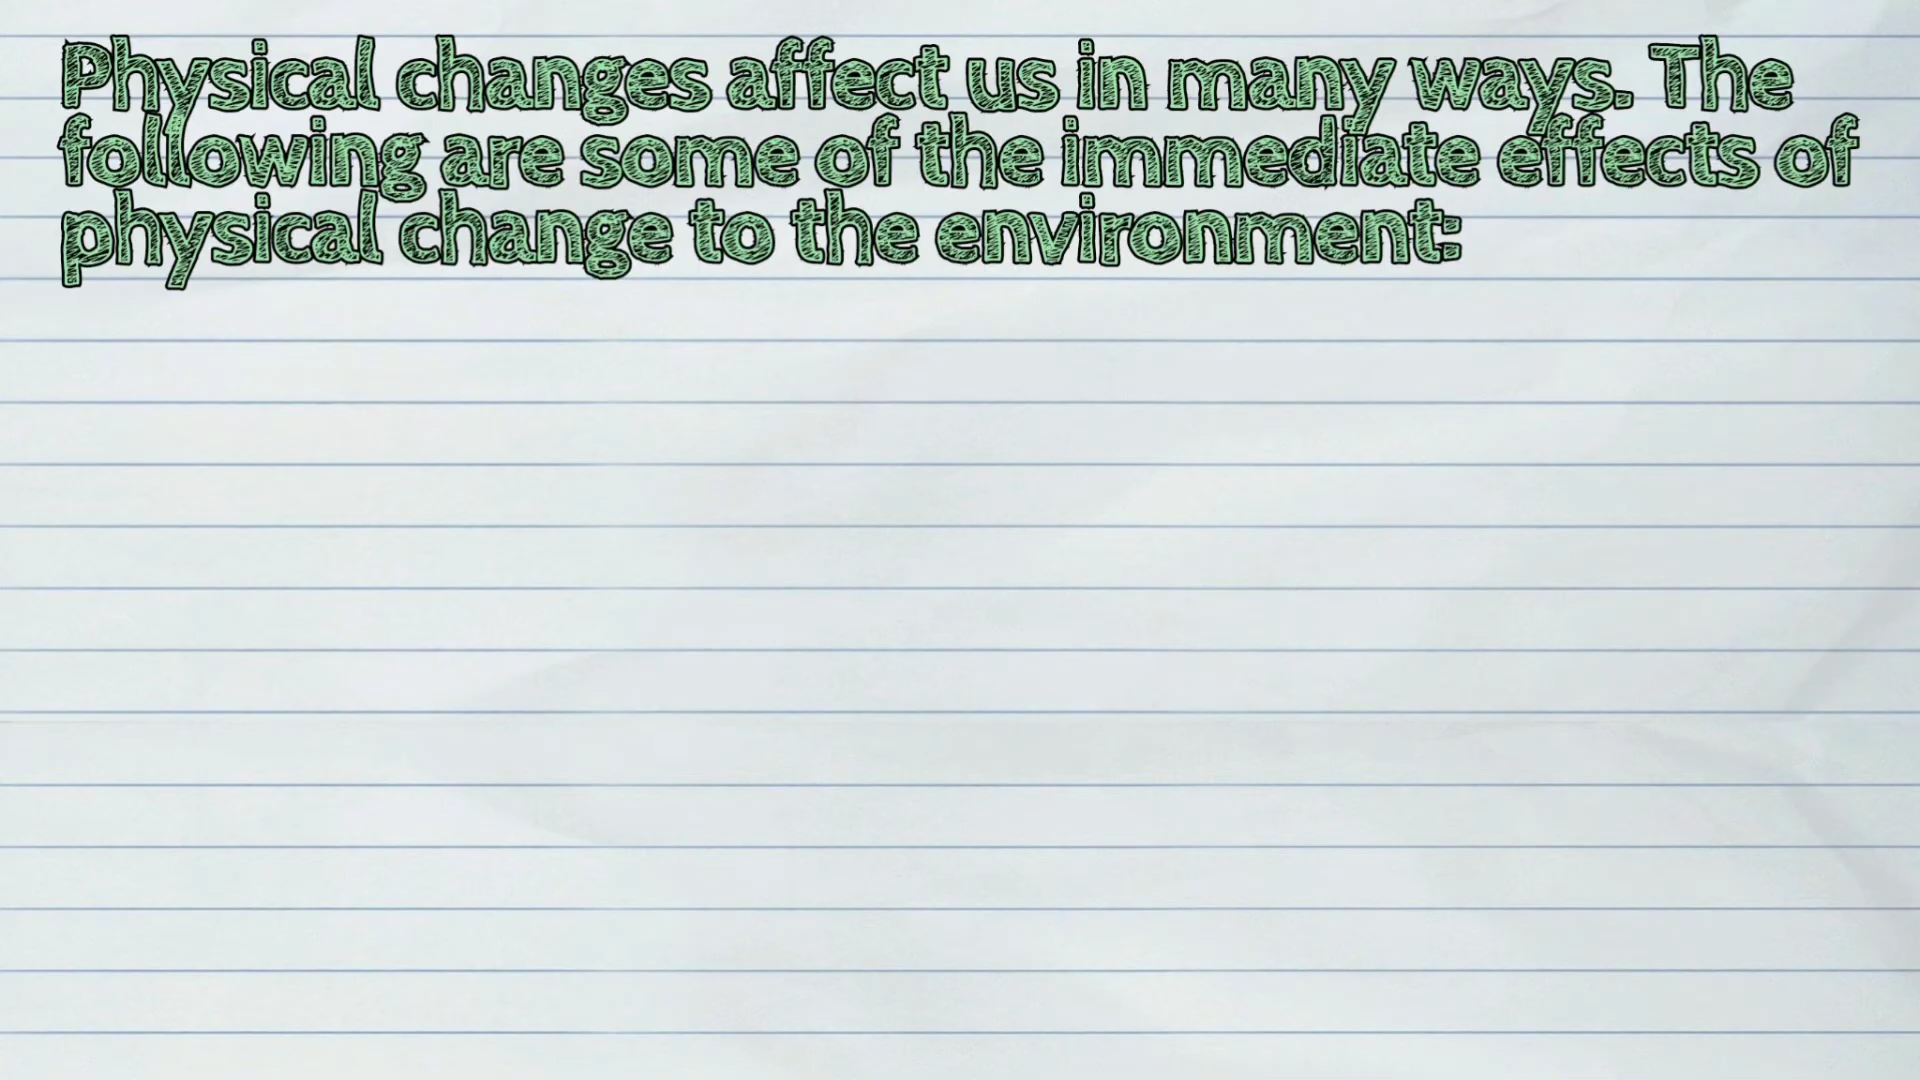 Physical changes affect us in many ways. The
following are some of the immediate effects of
physical change to the environment: